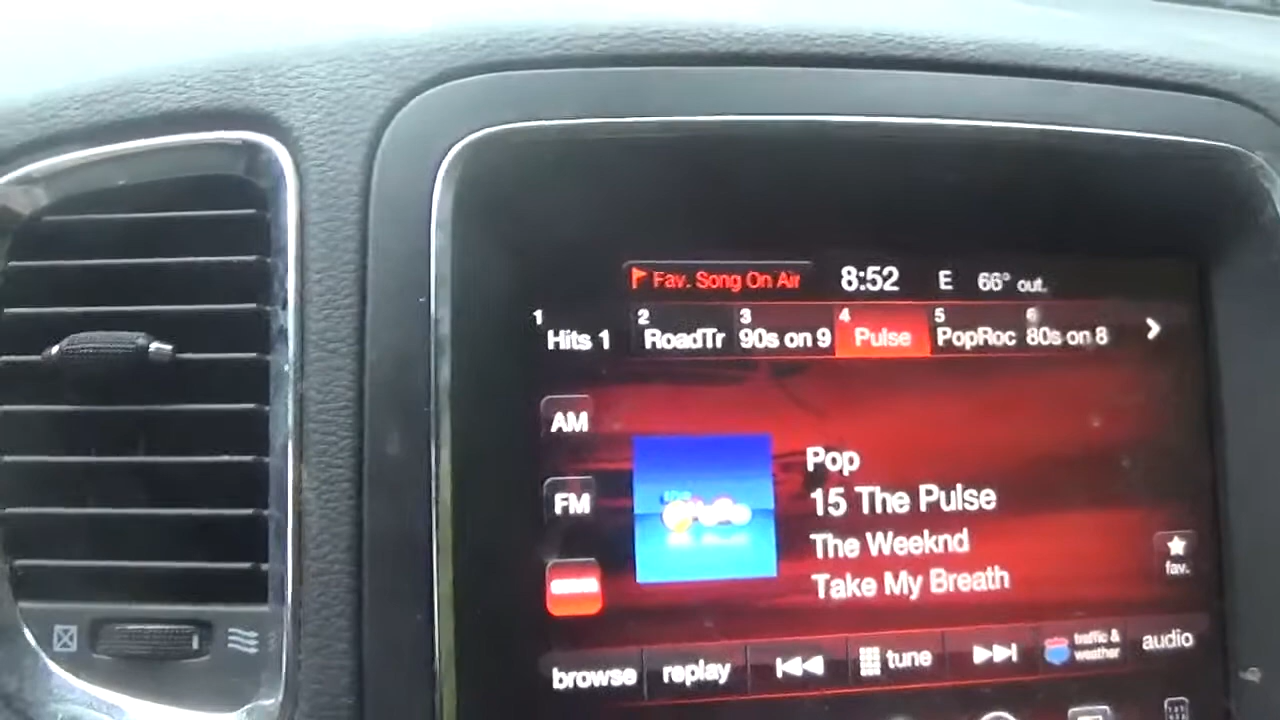 Fav. Song On Air 8:52 E 66° out.
1 2 3 4 5 6
Hits 1 RoadTr 90s on 9 Pulse PopRoc 80s on 8
AM
Pop
15 The Pulse
FM
The Weeknd
Take My Breath
fav.
browse replay tune traffic & weather audio